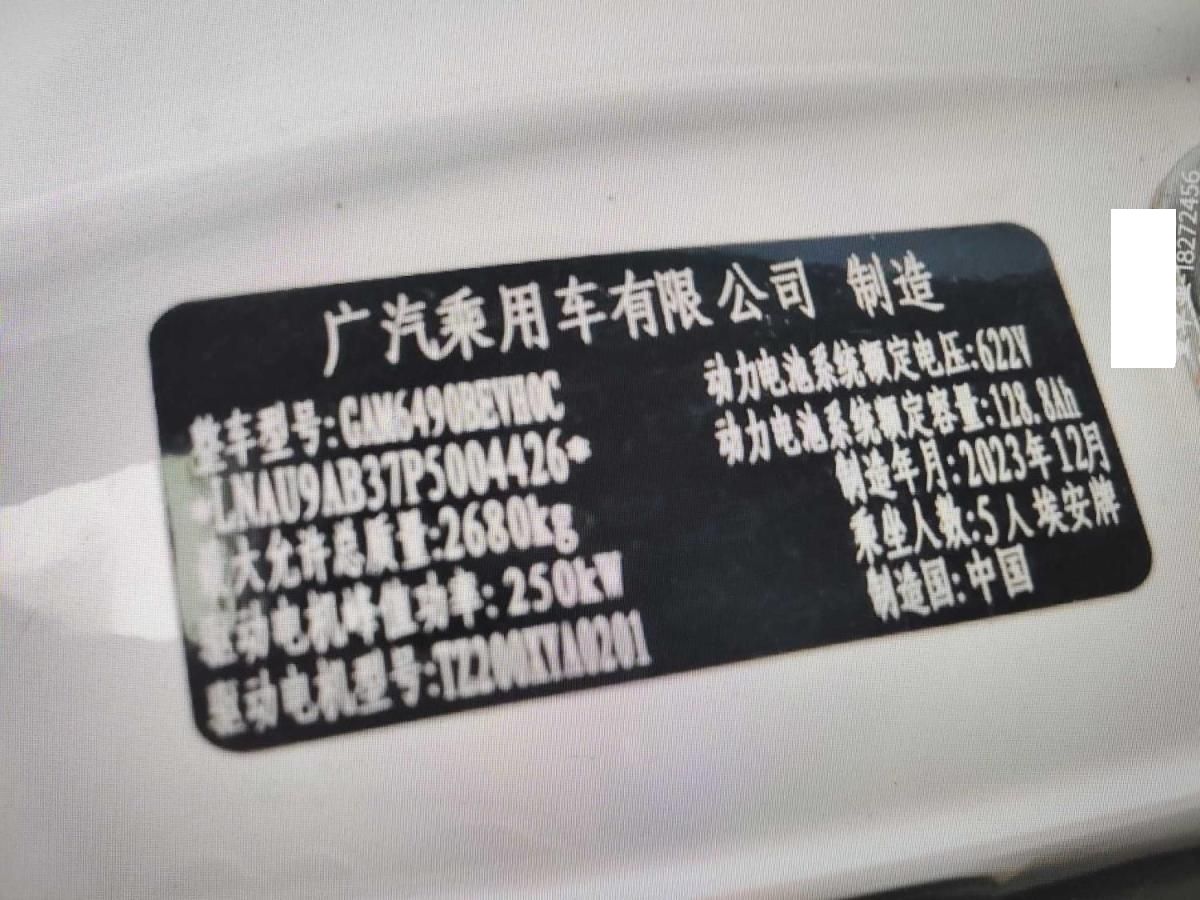 广汽乘用车有限公司 制造
整车型号:GAM6490BEVH0C
*LNAU9AB37P5004426*
最大允许总质量:2680kg
驱动电机峰值功率:250kW
驱动电机型号:TZ200XYA0201
动力电池系统额定电压:622V
动力电池系统额定容量:128.8Ah
制造年月:2023年12月
乘坐人数:5人 埃安牌
制造国:中国
18272456